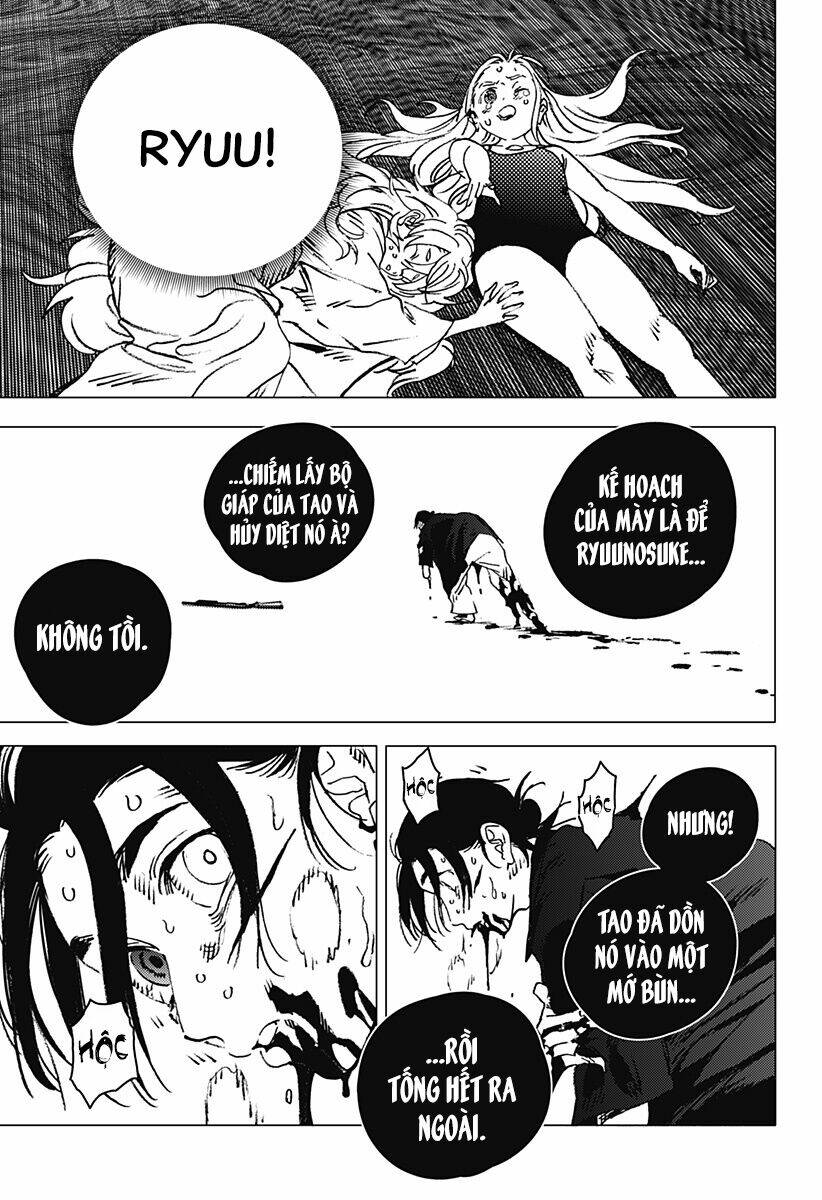 RYUU!
KẾ HOẠCH
CỦA MÀY LÀ ĐỂ
RYUUNOSUKE...
...CHIẾM LẤY BỘ
GIÁP CỦA TAO VÀ
HỦY DIỆT NÓ À?
KHÔNG TỒI.
NHƯNG!
HỘC
HỘC
TAO ĐÃ DỒN
NÓ VÀO MỘT
MỚ BÙN...
...RỒI
TỐNG HẾT RA
NGOÀI.
HỘC